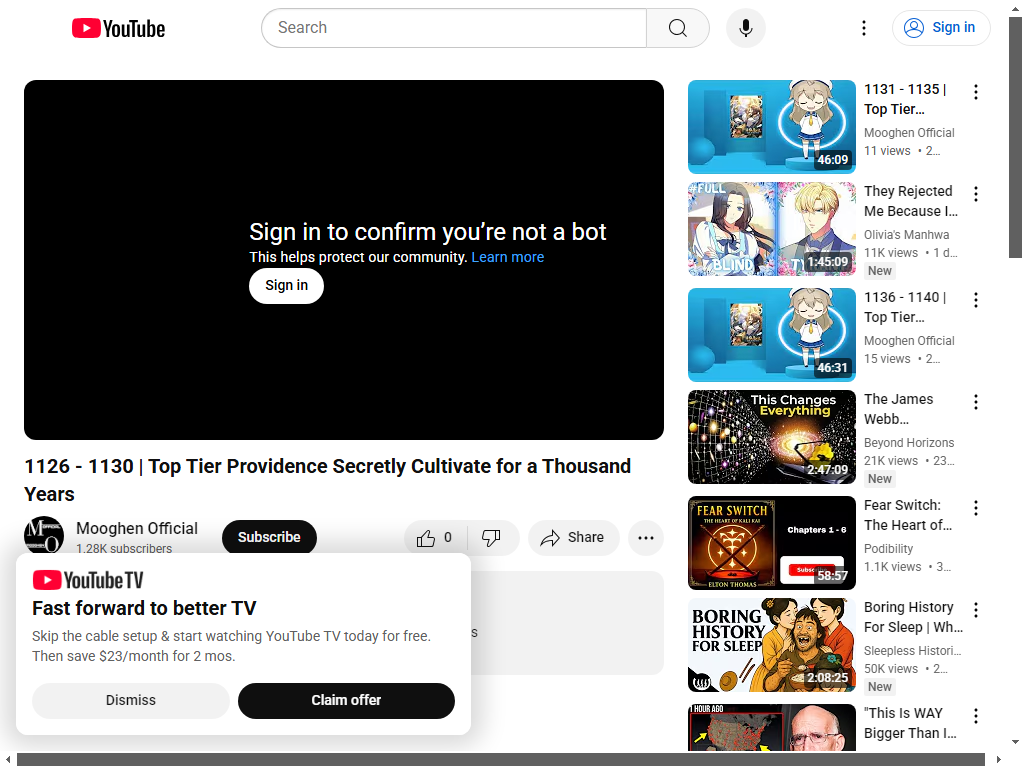 YouTube
Search
Sign in
Sign in to confirm you're not a bot
This helps protect our community. Learn more
Sign in
1126 - 1130 | Top Tier Providence Secretly Cultivate for a Thousand
Years
Mooghen Official
1.28K subscribers
Subscribe
0
Share
s
YouTube TV
Fast forward to better TV
Skip the cable setup & start watching YouTube TV today for free.
Then save $23/month for 2 mos.
Dismiss
Claim offer
46:09
1131 - 1135 |
Top Tier...
Mooghen Official
11 views • 2...
#FULL
BLIND
1:45:09
They Rejected
Me Because I...
Olivia's Manhwa
11K views • 1 d...
New
46:31
1136 - 1140 |
Top Tier...
Mooghen Official
15 views • 2...
This Changes
Everything
2:47:09
The James
Webb...
Beyond Horizons
21K views • 23...
New
FEAR SWITCH
THE HEART OF KALI KAI
ELTON THOMAS
Chapters 1 - 6
58:57
Fear Switch:
The Heart of...
Podibility
1.1K views • 3...
BORING
HISTORY
FOR SLEEP
2:08:25
Boring History
For Sleep | Wh...
Sleepless Histori...
50K views • 2...
New
1 HOUR AGO
"This Is WAY
Bigger Than I...